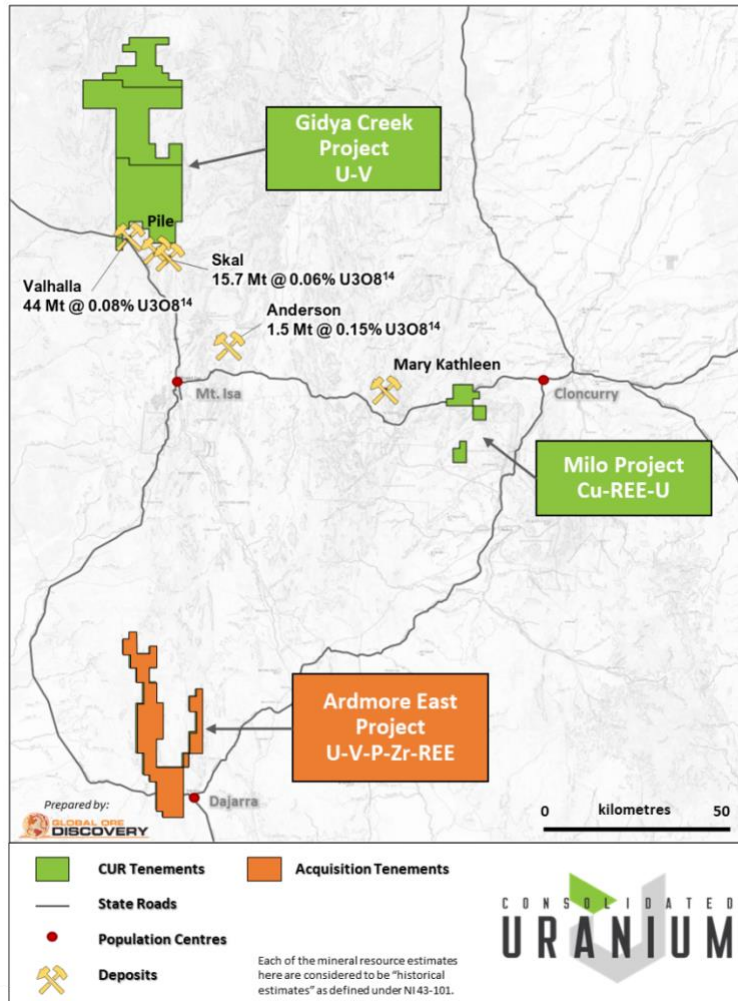 Gidya Creek
Project
U-V
Pile
Skal
15.7 Mt @ 0.06% U3O8¹⁴
Valhalla
44 Mt @ 0.08% U3O8¹⁴
Anderson
1.5 Mt @ 0.15% U3O8¹⁴
Mary Kathleen
Mt. Isa
Cloncurry
Milo Project
Cu-REE-U
Ardmore East
Project
U-V-P-Zr-REE
Dajarra
Prepared by:
GLOBAL ORE
DISCOVERY
0 kilometres 50
CUR Tenements
Acquisition Tenements
State Roads
Population Centres
Deposits
Each of the mineral resource estimates
here are considered to be "historical
estimates" as defined under NI 43-101.
CONSOLIDATED
URANIUM